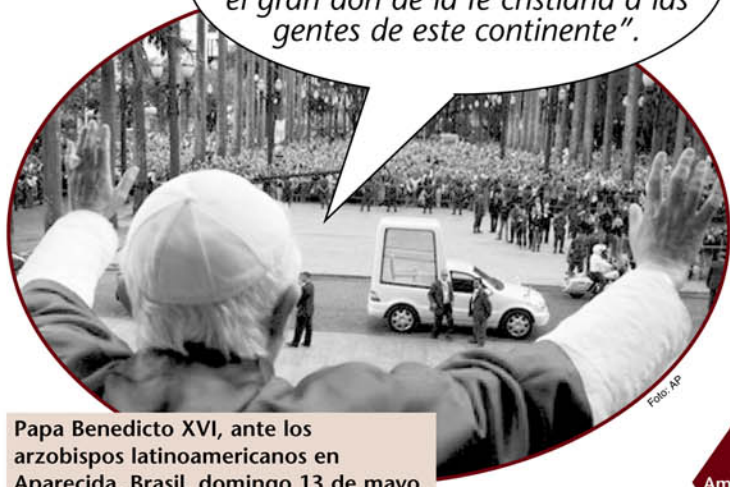 el gran don de la fe cristiana a las
gentes de este continente”.
Foto: AP
Papa Benedicto XVI, ante los
arzobispos latinoamericanos en
Aparecida, Brasil, domingo 13 de mayo
Am